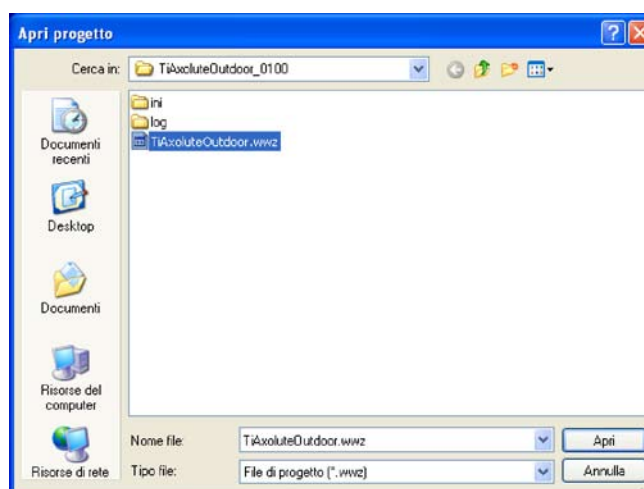 Apri progetto
Cerca in: TiAxoluteOutdoor_0100
ini
log
TiAxoluteOutdoor.wwz
Documenti
recenti
Desktop
Documenti
Risorse del
computer
Risorse di rete
Nome file: TiAxoluteOutdoor.wwz Apri
Tipo file: File di progetto (*.wwz) Annulla